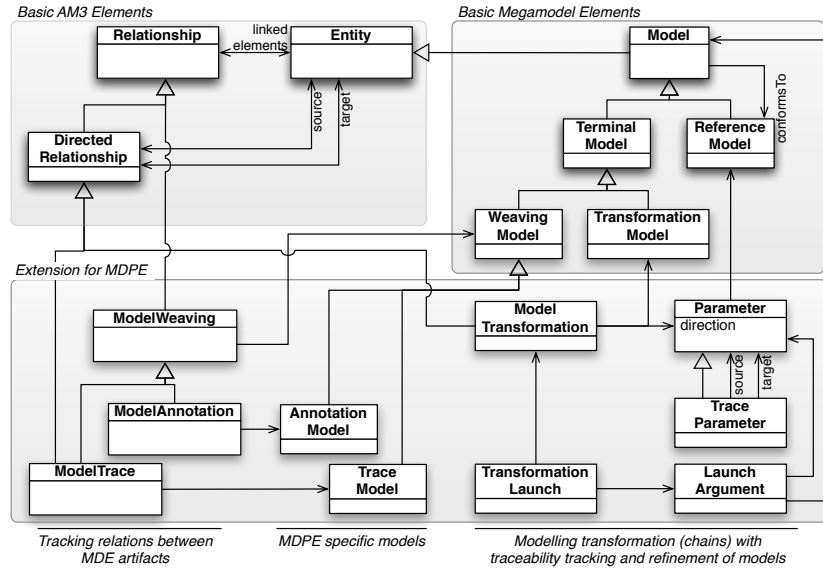 Basic AM3 Elements
Basic Megamodel Elements
Relationship
linked
elements
Entity
Model
source
target
conformsTo
Directed
Relationship
Terminal
Model
Reference
Model
Weaving
Model
Transformation
Model
Extension for MDPE
ModelWeaving
Model
Transformation
Parameter
direction
source
target
ModelAnnotation
Annotation
Model
Trace
Parameter
ModelTrace
Trace
Model
Transformation
Launch
Launch
Argument
Tracking relations between
MDE artifacts
MDPE specific models
Modelling transformation (chains) with
traceability tracking and refinement of models